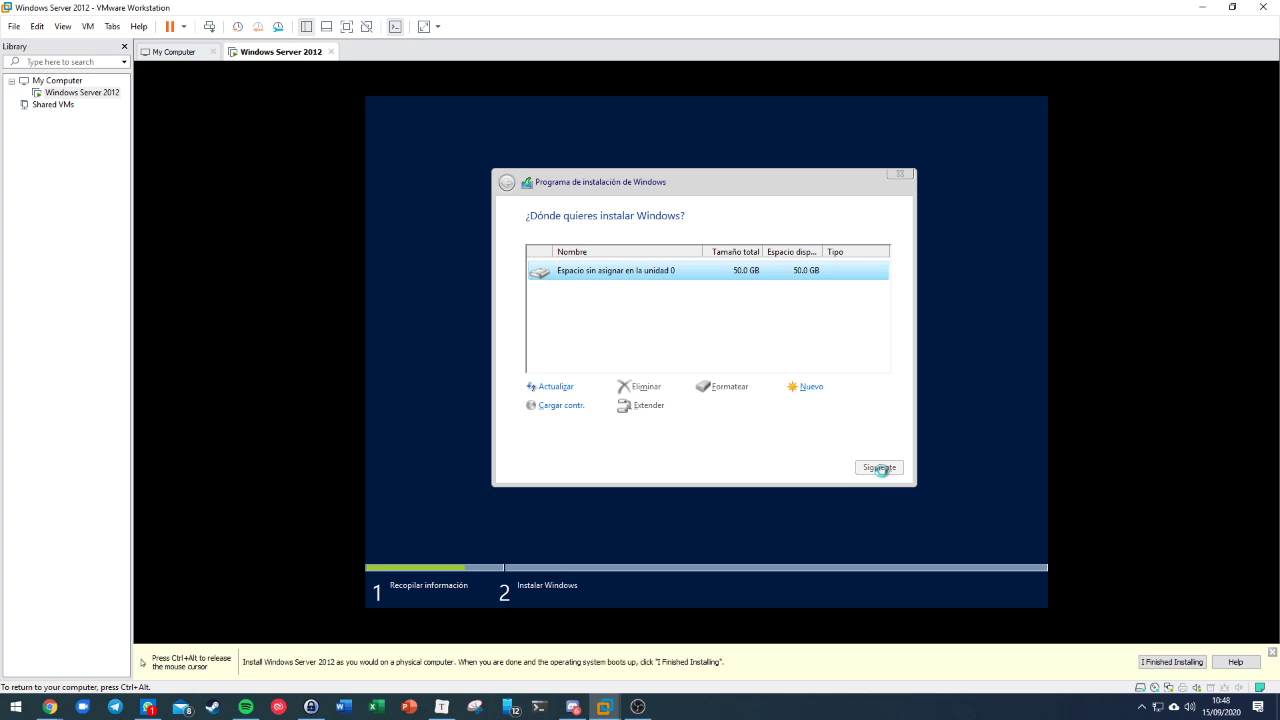 Windows Server 2012 - VMware Workstation
File Edit View VM Tabs Help
Library
Type here to search
My Computer
Windows Server 2012
Shared VMs
My Computer
Windows Server 2012
Programa de instalación de Windows
¿Dónde quieres instalar Windows?
Nombre Tamaño total Espacio disp... Tipo
Espacio sin asignar en la unidad 0 50.0 GB 50.0 GB
Actualizar Eliminar Formatear Nuevo
Cargar contr. Extender
Siguiente
1 Recopilar información 2 Instalar Windows
Press Ctrl+Alt to release
the mouse cursor
Install Windows Server 2012 as you would on a physical computer. When you are done and the operating system boots up, click "I Finished Installing".
I Finished Installing Help
To return to your computer, press Ctrl+Alt.
1 8 12
10:48
15/09/2020